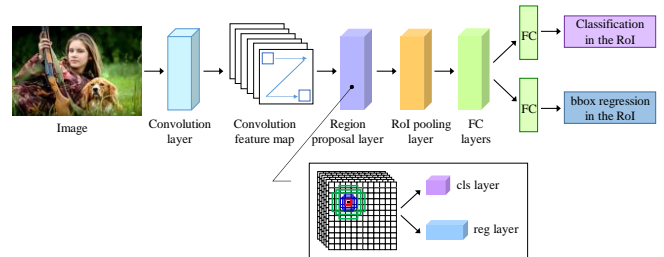 Image
Convolution
layer
Convolution
feature map
Region
proposal layer
RoI pooling
layer
FC
layers
FC
Classification
in the RoI
FC
bbox regression
in the RoI
cls layer
reg layer